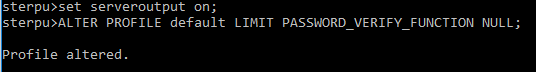 sterpu>set serveroutput on;
sterpu>ALTER PROFILE default LIMIT PASSWORD_VERIFY_FUNCTION NULL;
Profile altered.